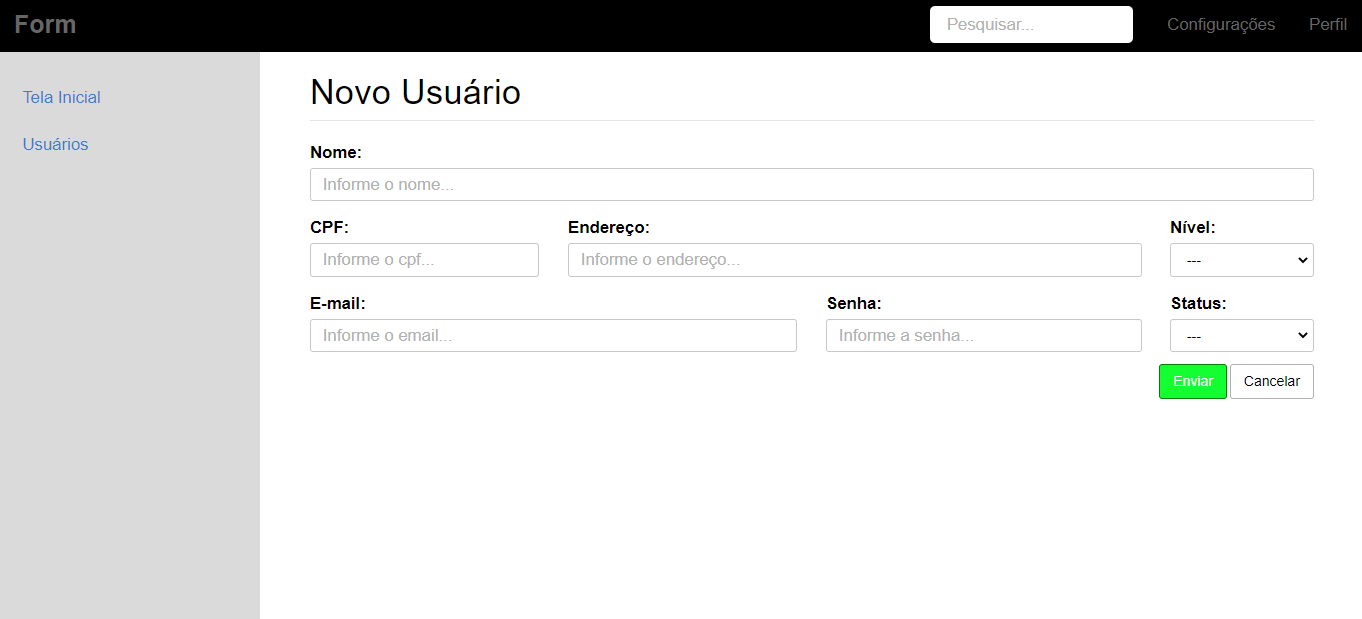 Form
Pesquisar...
Configurações
Perfil
Tela Inicial
Usuários
Novo Usuário
Nome:
Informe o nome...
CPF:
Endereço:
Nível:
Informe o cpf...
Informe o endereço...
---
E-mail:
Senha:
Status:
Informe o email...
Informe a senha...
---
Enviar
Cancelar